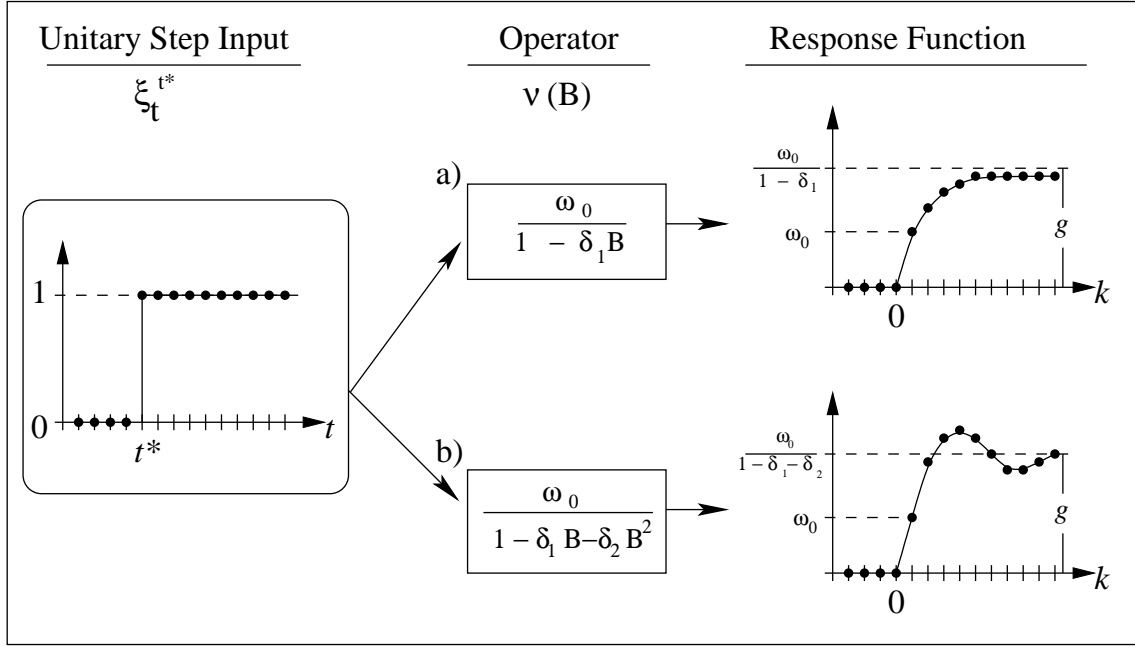 Unitary Step Input
ξ_t^{t*}
Operator
ν (B)
Response Function
1
0
t*
t
a)
ω_0
1 − δ_1 B
ω_0
1 − δ_1
ω_0
g
0
k
b)
ω_0
1 − δ_1 B − δ_2 B^2
ω_0
1 − δ_1 − δ_2
ω_0
g
0
k